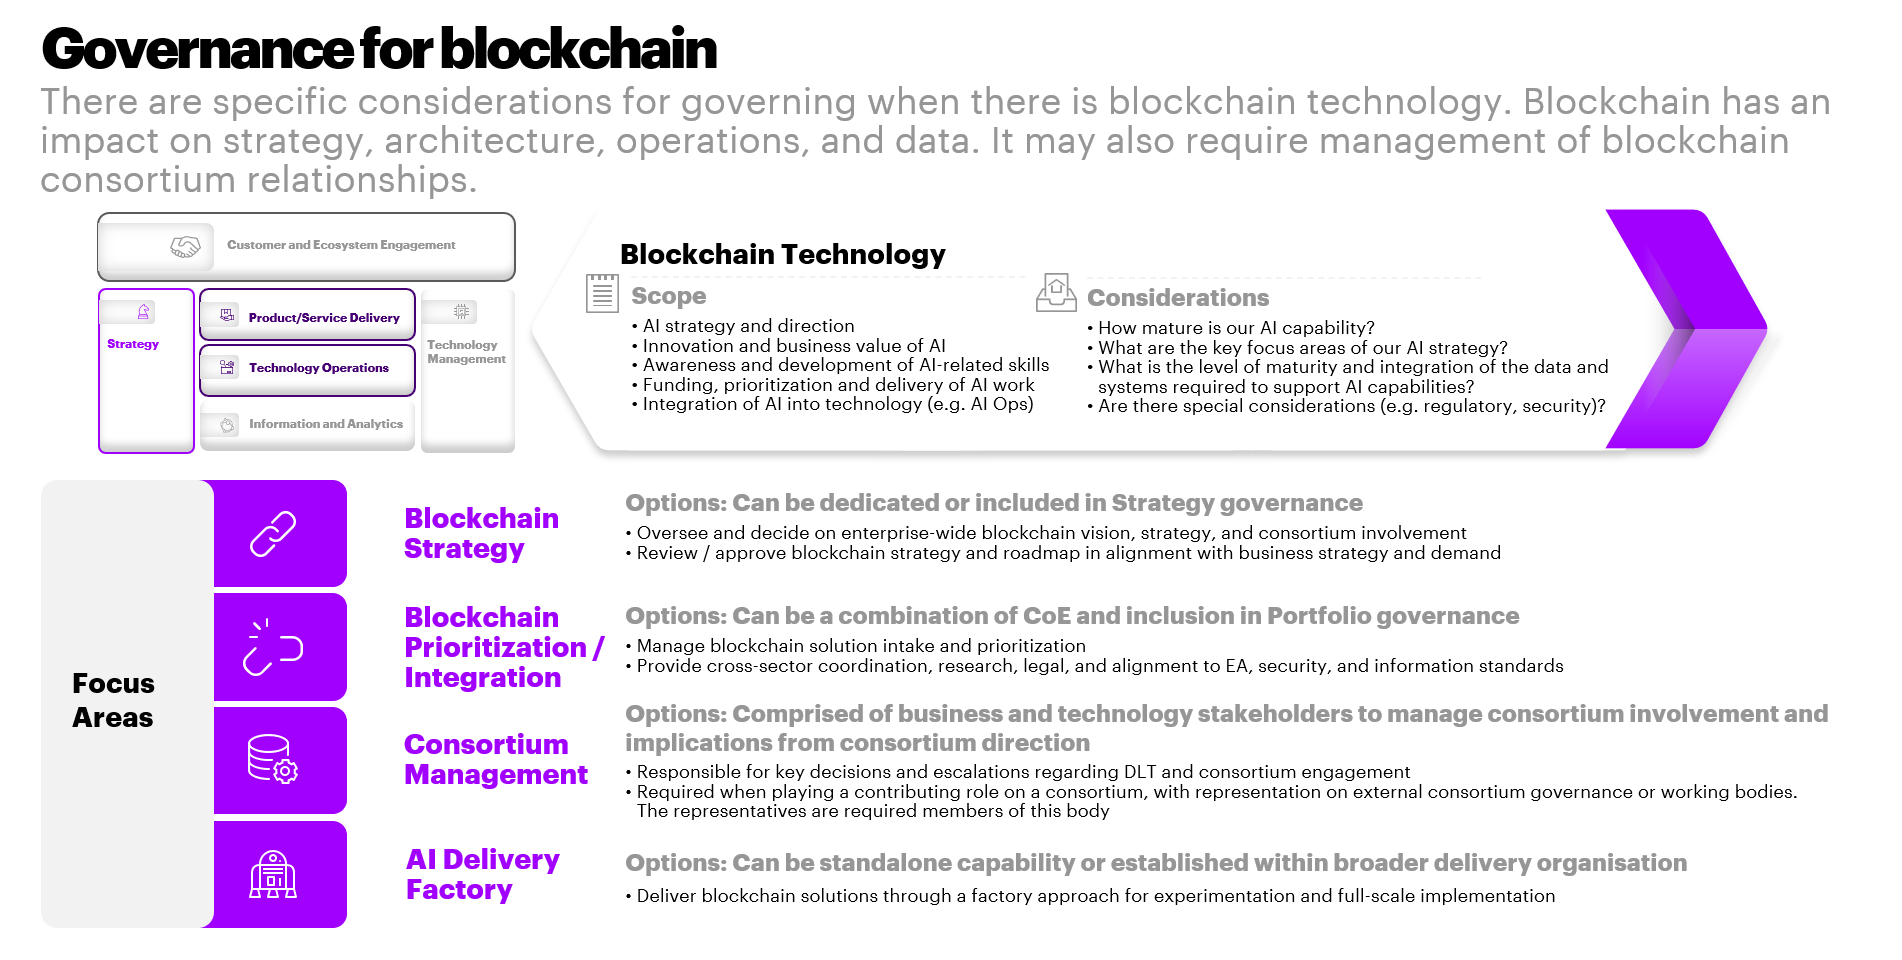 Governance for blockchain
There are specific considerations for governing when there is blockchain technology. Blockchain has an
impact on strategy, architecture, operations, and data. It may also require management of blockchain
consortium relationships.
Customer and Ecosystem Engagement
Strategy
Product/Service Delivery
Technology Operations
Information and Analytics
Technology
Management
Blockchain Technology
Scope
• AI strategy and direction
• Innovation and business value of AI
• Awareness and development of AI-related skills
• Funding, prioritization and delivery of AI work
• Integration of AI into technology (e.g. AI Ops)
Considerations
• How mature is our AI capability?
• What are the key focus areas of our AI strategy?
• What is the level of maturity and integration of the data and
systems required to support AI capabilities?
• Are there special considerations (e.g. regulatory, security)?
Focus
Areas
Blockchain
Strategy
Options: Can be dedicated or included in Strategy governance
• Oversee and decide on enterprise-wide blockchain vision, strategy, and consortium involvement
• Review / approve blockchain strategy and roadmap in alignment with business strategy and demand
Blockchain
Prioritization /
Integration
Options: Can be a combination of CoE and inclusion in Portfolio governance
• Manage blockchain solution intake and prioritization
• Provide cross-sector coordination, research, legal, and alignment to EA, security, and information standards
Consortium
Management
Options: Comprised of business and technology stakeholders to manage consortium involvement and
implications from consortium direction
• Responsible for key decisions and escalations regarding DLT and consortium engagement
• Required when playing a contributing role on a consortium, with representation on external consortium governance or working bodies.
The representatives are required members of this body
AI Delivery
Factory
Options: Can be standalone capability or established within broader delivery organisation
• Deliver blockchain solutions through a factory approach for experimentation and full-scale implementation